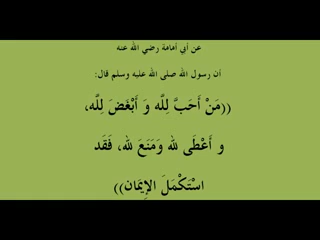 عن أبي أمامة رضي الله عنه
أن رسول الله صلى الله عليه وسلم قال:
((مَنْ أَحَبَّ لِلَّه وَ أَبْغَضَ لِلَّه،
و أَعْطَى لله وَمَنَعَ لله، فَقَد
اسْتَكْمَلَ الإِيمَان))